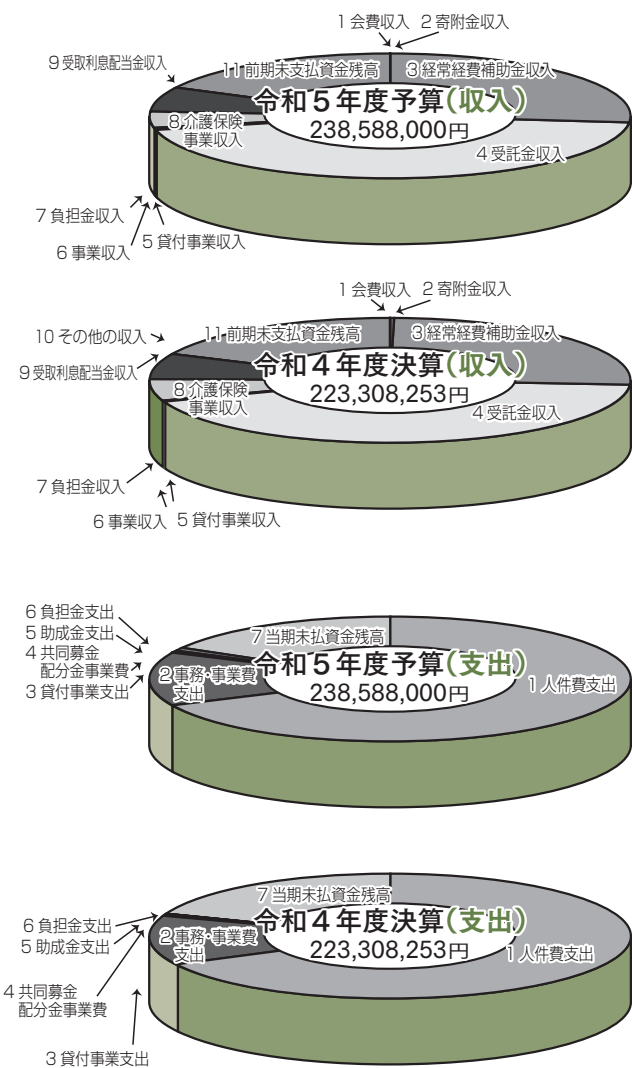 1 会費収入 2 寄附金収入
9 受取利息配当金収入
11 前期未支払資金残高 3 経常経費補助金収入
令和5年度予算(収入)
238,588,000円
8 介護保険
事業収入
4 受託金収入
7 負担金収入
6 事業収入 5 貸付事業収入
1 会費収入 2 寄附金収入
10 その他の収入
11 前期未支払資金残高 3 経常経費補助金収入
9 受取利息配当金収入
令和4年度決算(収入)
223,308,253円
8 介護保険
事業収入
4 受託金収入
7 負担金収入
6 事業収入 5 貸付事業収入
6 負担金支出
5 助成金支出
4 共同募金
配分金事業費
3 貸付事業支出
7 当期未払資金残高
令和5年度予算(支出)
238,588,000円
2 事務・事業費
支出
1 人件費支出
7 当期未払資金残高
6 負担金支出
5 助成金支出
令和4年度決算(支出)
223,308,253円
2 事務・事業費
支出
1 人件費支出
4 共同募金
配分金事業費
3 貸付事業支出